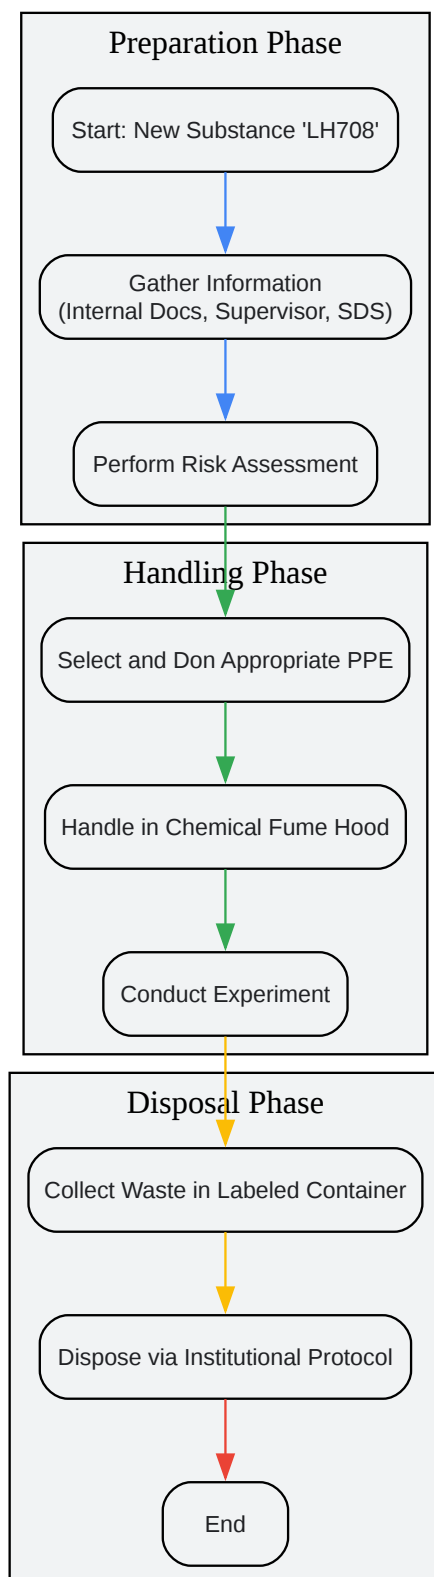 Preparation Phase
Start: New Substance 'LH708'
Gather Information
(Internal Docs, Supervisor, SDS)
Perform Risk Assessment
Handling Phase
Select and Don Appropriate PPE
Handle in Chemical Fume Hood
Conduct Experiment
Disposal Phase
Collect Waste in Labeled Container
Dispose via Institutional Protocol
End